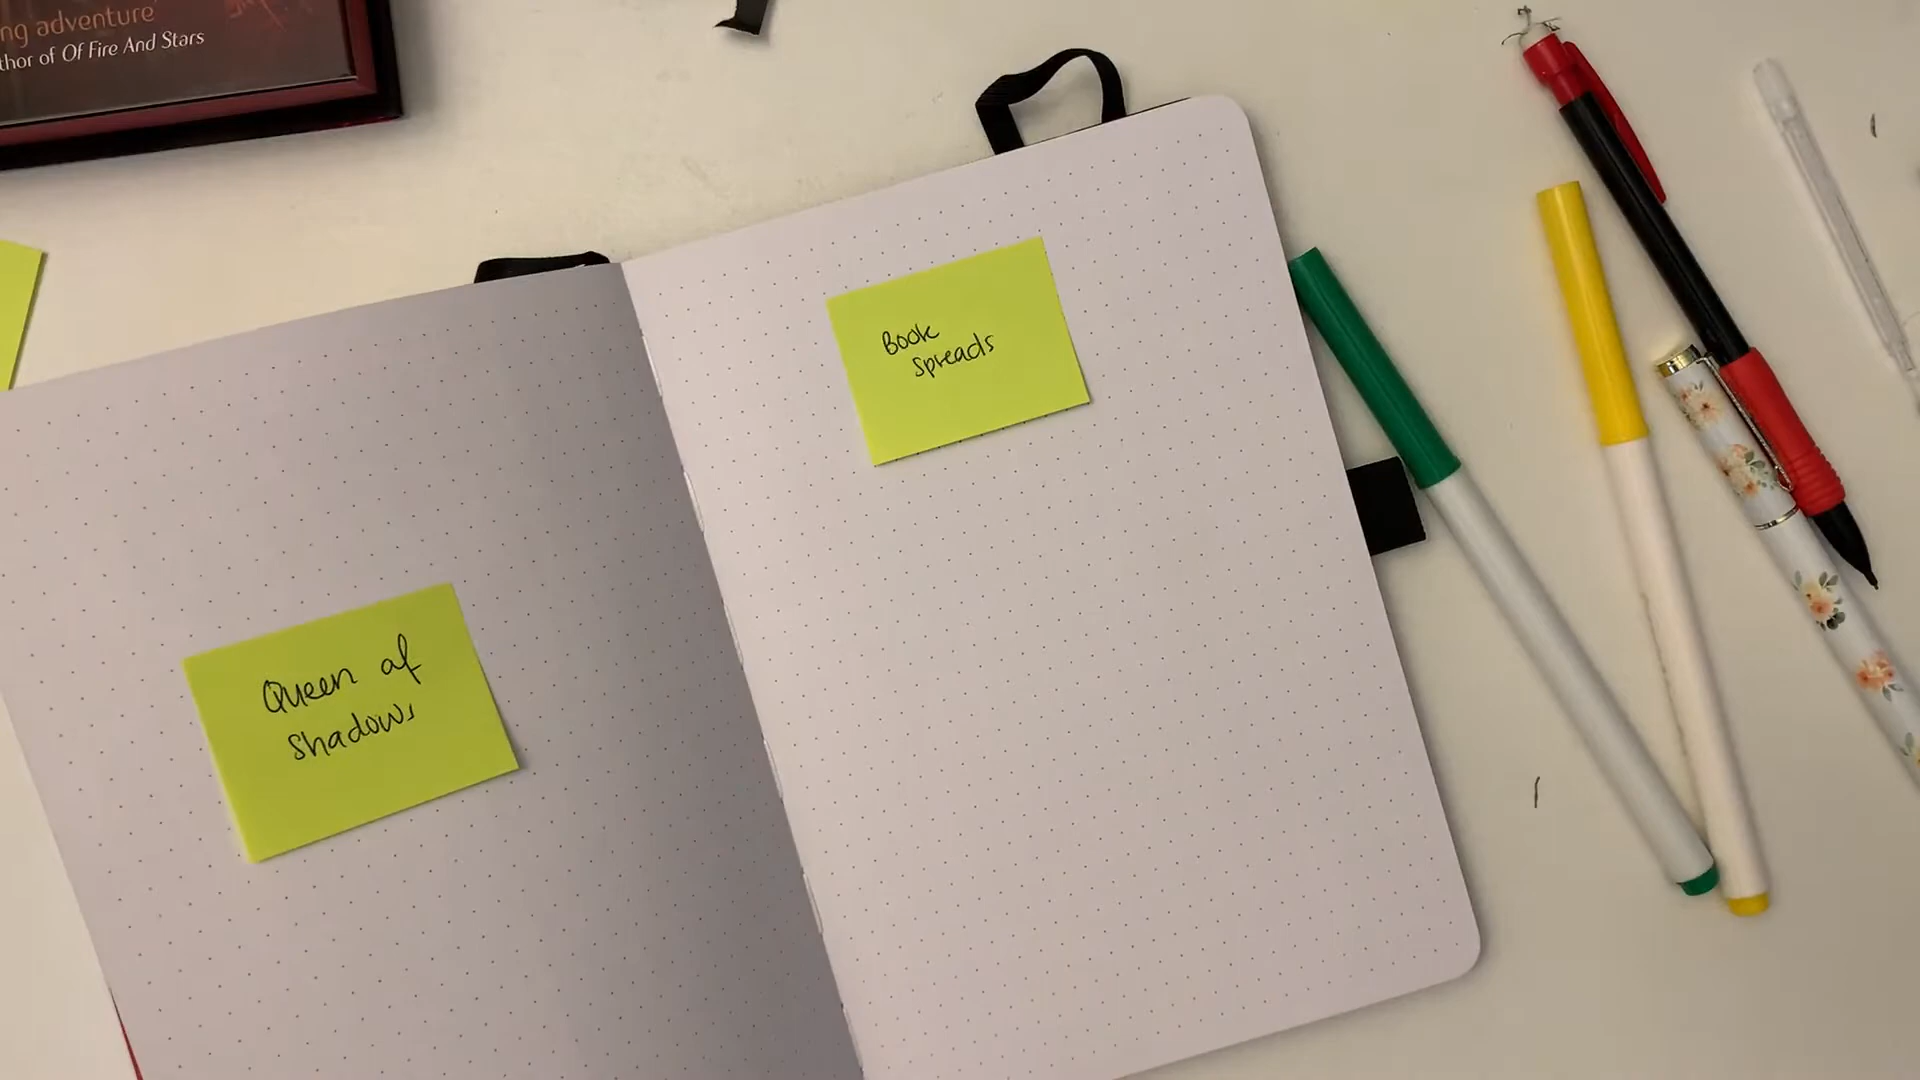 ng adventure
thor of Of Fire And Stars
Book
Spreads
Queen of
Shadows